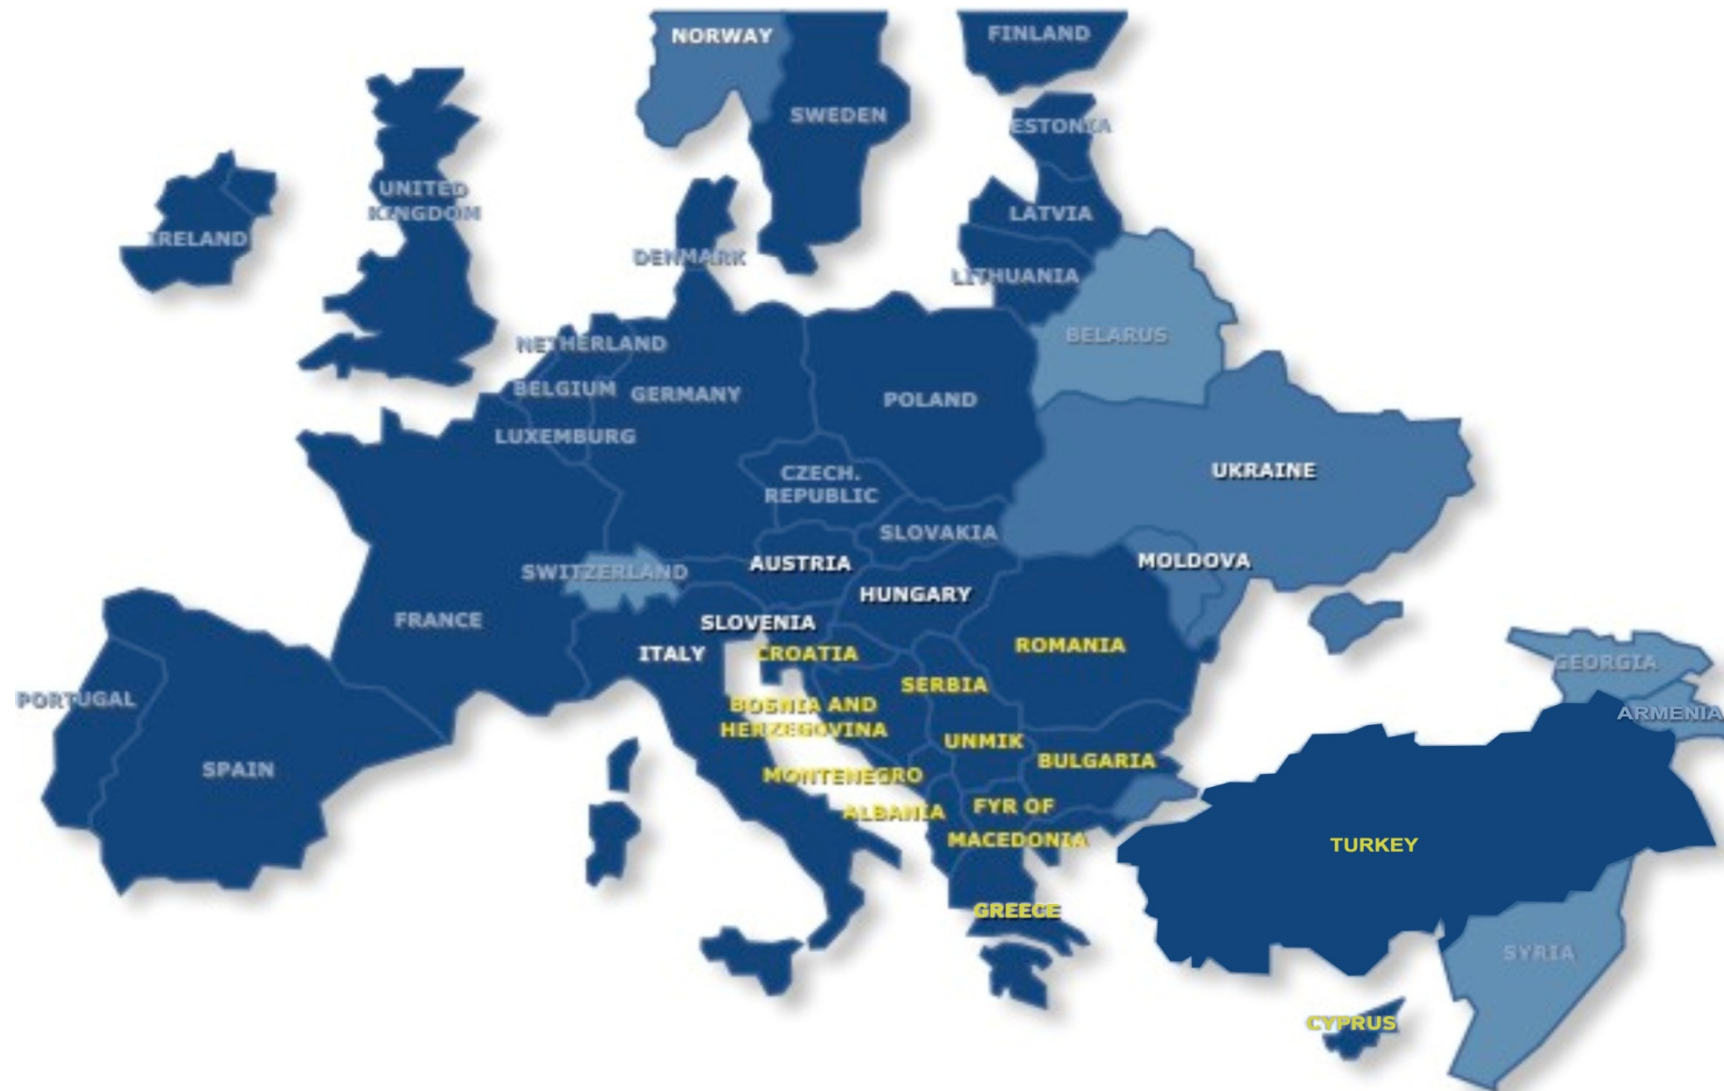 NORWAY
FINLAND
SWEDEN
ESTONIA
UNITED
KINGDOM
LATVIA
IRELAND
DENMARK
LITHUANIA
BELARUS
NETHERLAND
BELGIUM
GERMANY
POLAND
LUXEMBURG
UKRAINE
CZECH.
REPUBLIC
SLOVAKIA
MOLDOVA
AUSTRIA
SWITZERLAND
HUNGARY
FRANCE
SLOVENIA
ROMANIA
ITALY
CROATIA
GEORGIA
SERBIA
PORTUGAL
BOSNIA AND
HERZEGOVINA
ARMENIA
UNMIK
BULGARIA
SPAIN
MONTENEGRO
FYR OF
MACEDONIA
ALBANIA
TURKEY
GREECE
SYRIA
CYPRUS